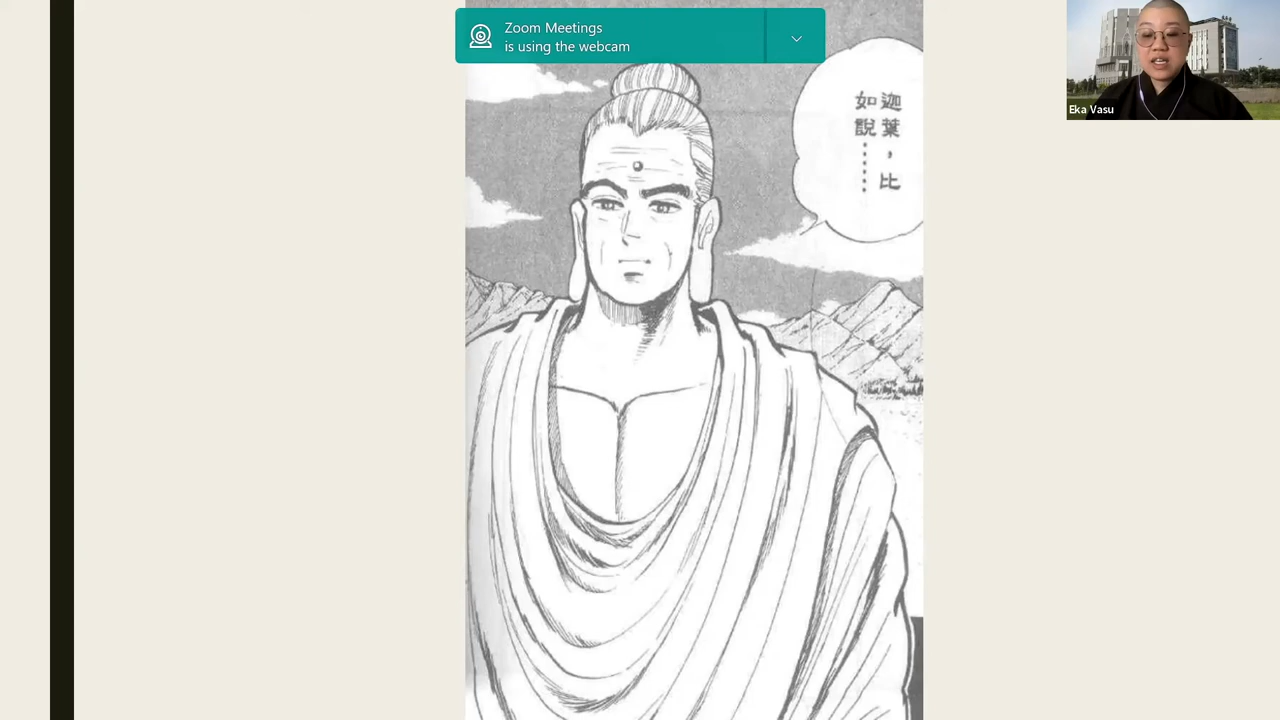 Zoom Meetings
is using the webcam
迦葉，比
如說……
Eka Vasu